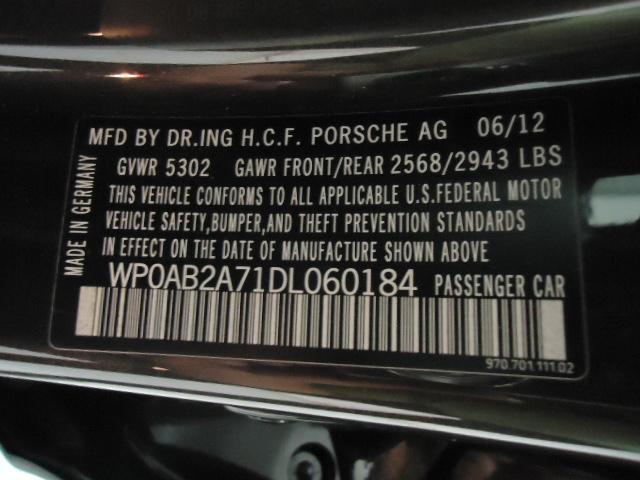 MFD BY DR.ING H.C.F. PORSCHE AG 06/12
GVWR 5302 GAWR FRONT/REAR 2568/2943 LBS
THIS VEHICLE CONFORMS TO ALL APPLICABLE U.S.FEDERAL MOTOR
VEHICLE SAFETY,BUMPER,AND THEFT PREVENTION STANDARDS
IN EFFECT ON THE DATE OF MANUFACTURE SHOWN ABOVE
WP0AB2A71DL060184 PASSENGER CAR
970.701.111.02
MADE IN GERMANY